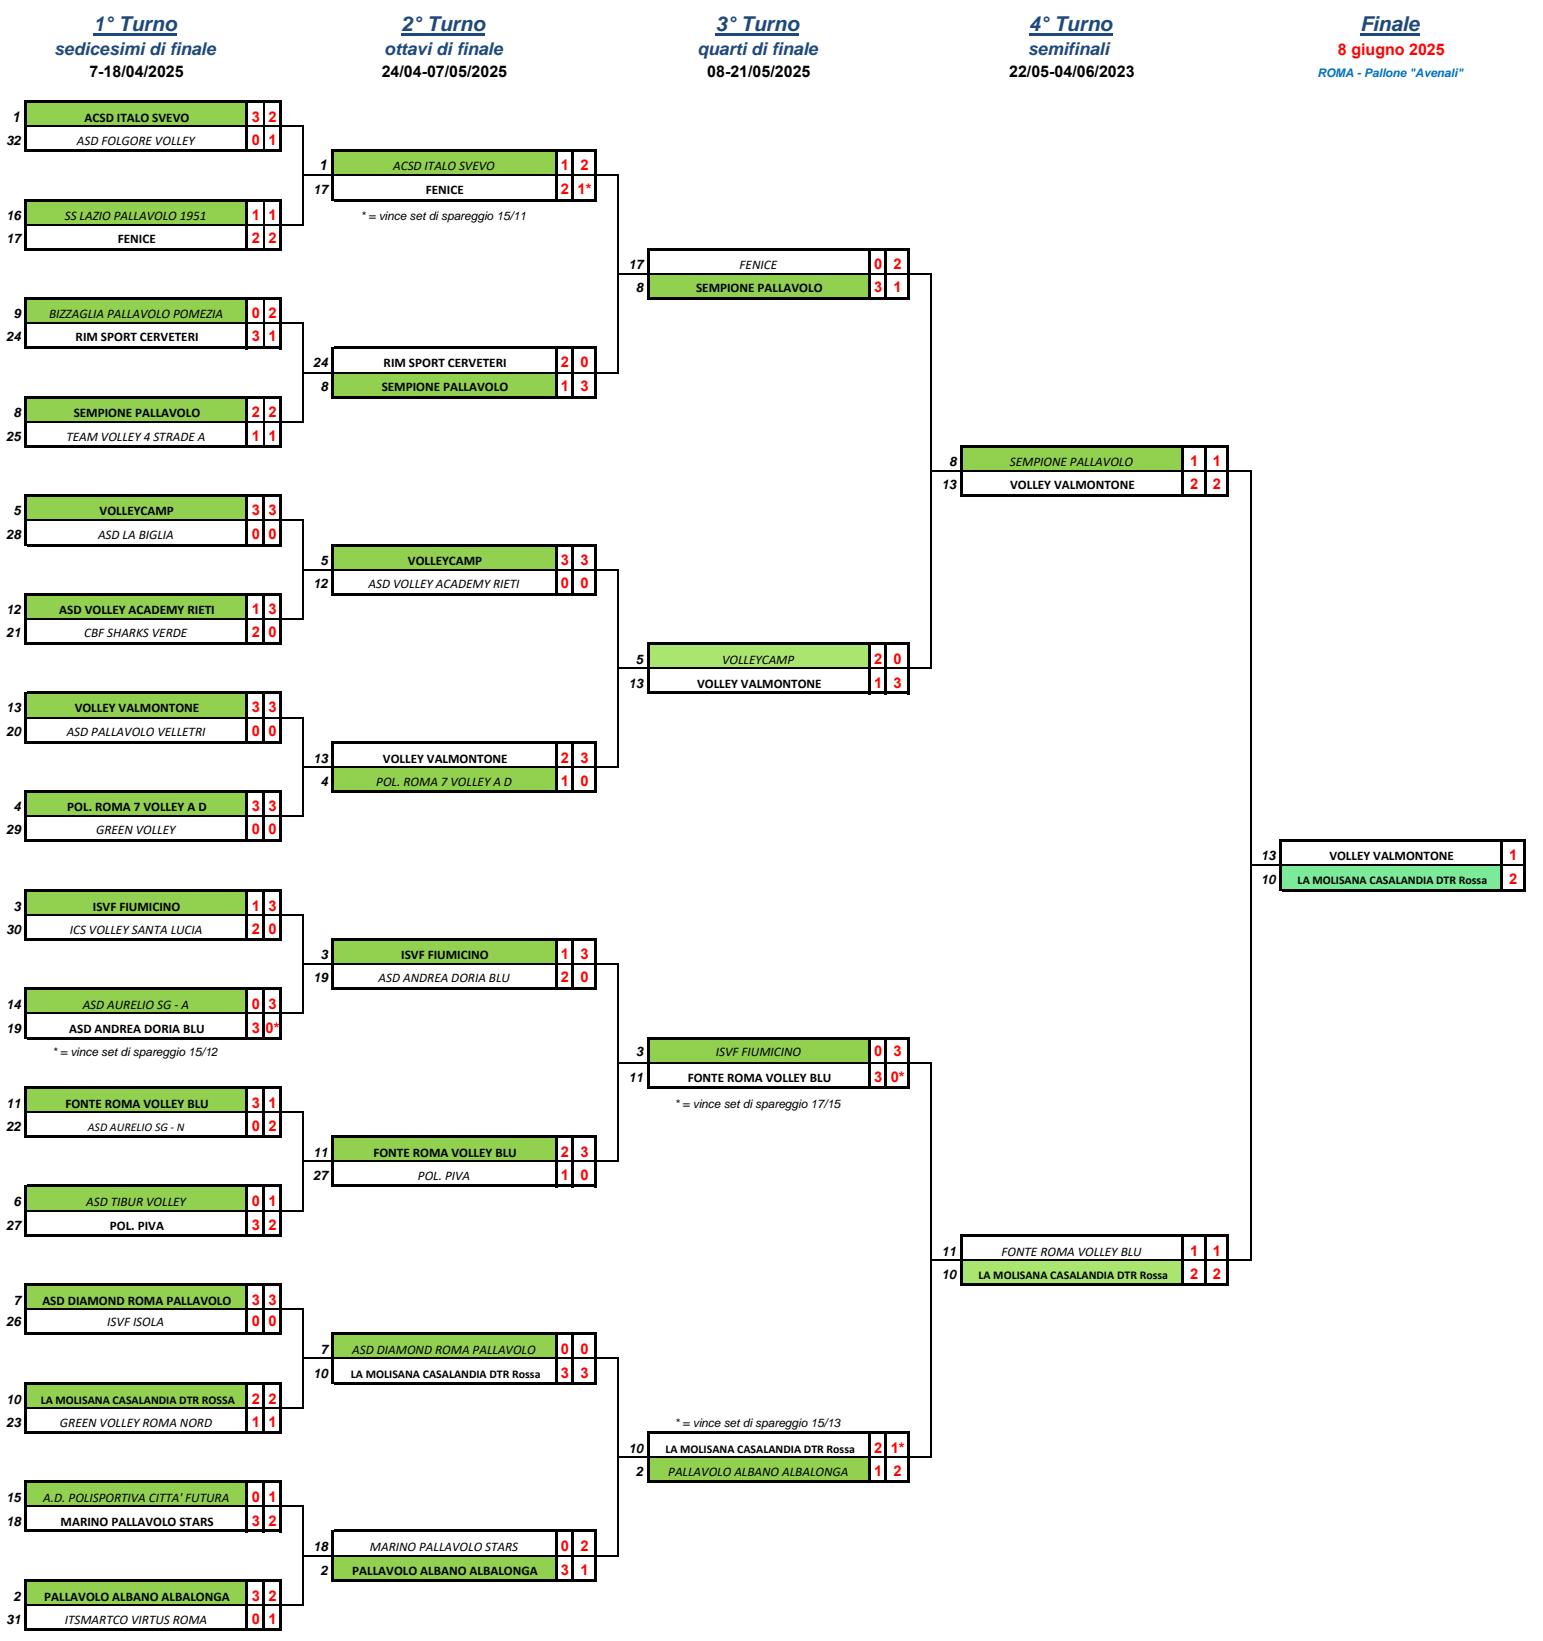 1° Turno
sedicesimi di finale
7-18/04/2025
2° Turno
ottavi di finale
24/04-07/05/2025
3° Turno
quarti di finale
08-21/05/2025
4° Turno
semifinali
22/05-04/06/2023
Finale
8 giugno 2025
ROMA - Pallone "Avenali"
1 ACSD ITALO SVEVO 3 2
32 ASD FOLGORE VOLLEY 0 1
16 SS LAZIO PALLAVOLO 1951 1 1
17 FENICE 2 2
9 BIZZAGLIA PALLAVOLO POMEZIA 0 2
24 RIM SPORT CERVETERI 3 1
8 SEMPIONE PALLAVOLO 2 2
25 TEAM VOLLEY 4 STRADE A 1 1
5 VOLLEYCAMP 3 3
28 ASD LA BIGLIA 0 0
12 ASD VOLLEY ACADEMY RIETI 1 3
21 CBF SHARKS VERDE 2 0
13 VOLLEY VALMONTONE 3 3
20 ASD PALLAVOLO VELLETRI 0 0
4 POL. ROMA 7 VOLLEY A D 3 3
29 GREEN VOLLEY 0 0
3 ISVF FIUMICINO 1 3
30 ICS VOLLEY SANTA LUCIA 2 0
14 ASD AURELIO SG - A 0 3
19 ASD ANDREA DORIA BLU 3 0*
* = vince set di spareggio 15/12
11 FONTE ROMA VOLLEY BLU 3 1
22 ASD AURELIO SG - N 0 2
6 ASD TIBUR VOLLEY 0 1
27 POL. PIVA 3 2
7 ASD DIAMOND ROMA PALLAVOLO 3 3
26 ISVF ISOLA 0 0
10 LA MOLISANA CASALANDIA DTR ROSSA 2 2
23 GREEN VOLLEY ROMA NORD 1 1
15 A.D. POLISPORTIVA CITTA' FUTURA 0 1
18 MARINO PALLAVOLO STARS 3 2
2 PALLAVOLO ALBANO ALBALONGA 3 2
31 ITSMARTCO VIRTUS ROMA 0 1
1 ACSD ITALO SVEVO 1 2
17 FENICE 2 1*
* = vince set di spareggio 15/11
24 RIM SPORT CERVETERI 2 0
8 SEMPIONE PALLAVOLO 1 3
5 VOLLEYCAMP 3 3
12 ASD VOLLEY ACADEMY RIETI 0 0
13 VOLLEY VALMONTONE 2 3
4 POL. ROMA 7 VOLLEY A D 1 0
3 ISVF FIUMICINO 1 3
19 ASD ANDREA DORIA BLU 2 0
11 FONTE ROMA VOLLEY BLU 2 3
27 POL. PIVA 1 0
7 ASD DIAMOND ROMA PALLAVOLO 0 0
10 LA MOLISANA CASALANDIA DTR Rossa 3 3
18 MARINO PALLAVOLO STARS 0 2
2 PALLAVOLO ALBANO ALBALONGA 3 1
17 FENICE 0 2
8 SEMPIONE PALLAVOLO 3 1
5 VOLLEYCAMP 2 0
13 VOLLEY VALMONTONE 1 3
3 ISVF FIUMICINO 0 3
11 FONTE ROMA VOLLEY BLU 3 0*
* = vince set di spareggio 17/15
* = vince set di spareggio 15/13
10 LA MOLISANA CASALANDIA DTR Rossa 2 1*
2 PALLAVOLO ALBANO ALBALONGA 1 2
8 SEMPIONE PALLAVOLO 1 1
13 VOLLEY VALMONTONE 2 2
11 FONTE ROMA VOLLEY BLU 1 1
10 LA MOLISANA CASALANDIA DTR Rossa 2 2
13 VOLLEY VALMONTONE 1
10 LA MOLISANA CASALANDIA DTR Rossa 2